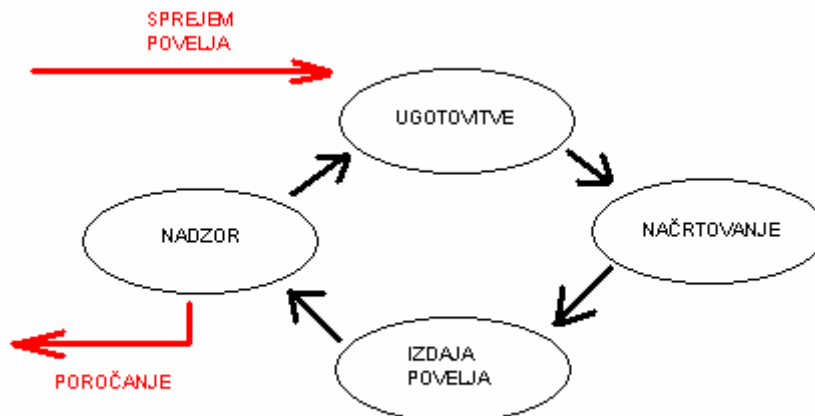 SPREJEM
POVELJA
UGOTOVITVE
NADZOR
NAČRTOVANJE
IZDAJA
POVELJA
POROČANJE